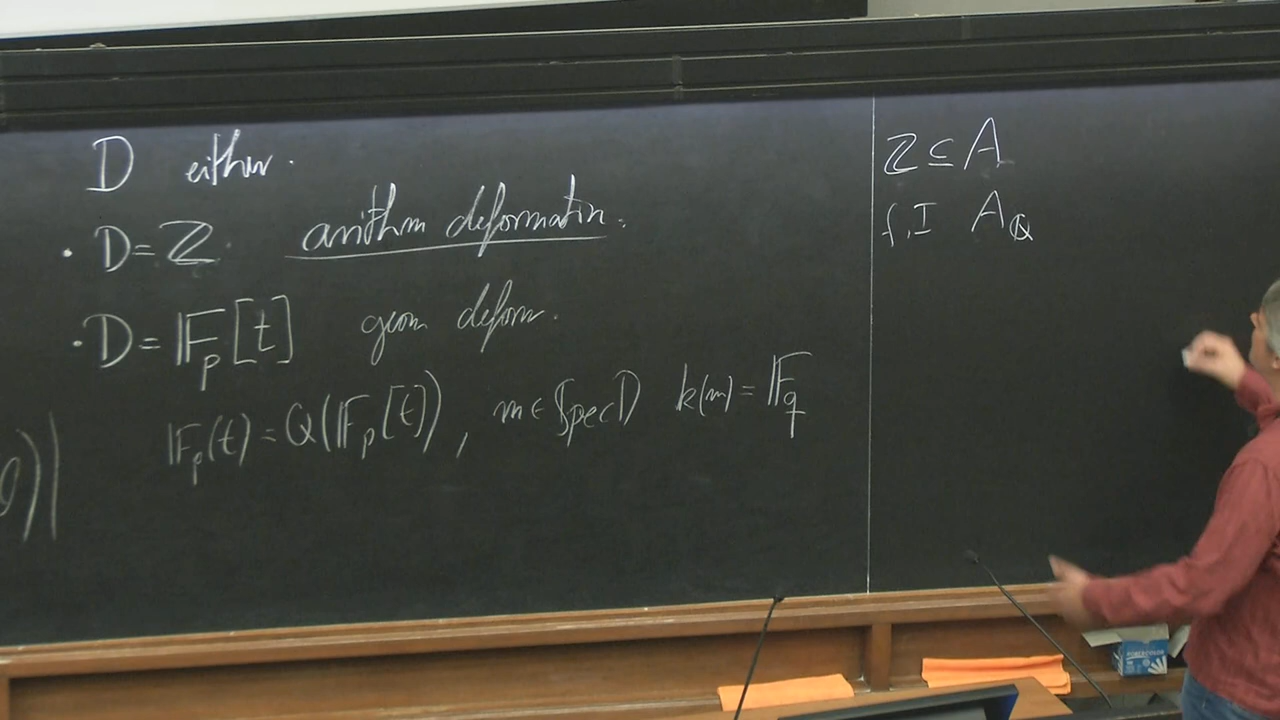 D either.
· D = ℤ. arithm deformation.
· D = 𝔽_p[t] geom deform.
𝔽_p(t) = Q(𝔽_p[t]), m ∈ Spec D k(m) = 𝔽_q
ℤ ⊆ A
f, I A_ℚ